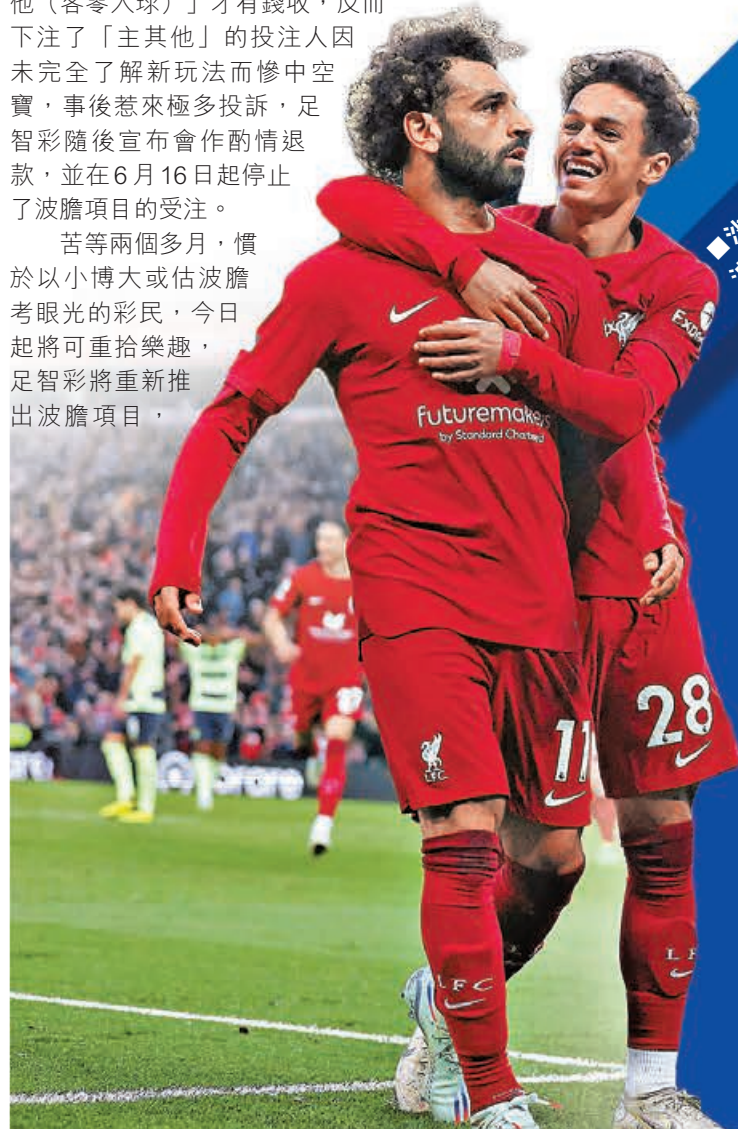 他（客零入球）」才有錢收，反而
下注了「主其他」的投注人因
未完全了解新玩法而慘中空
寶，事後惹來極多投訴，足
智彩隨後宣布會作酌情退
款，並在6月16日起停止
了波膽項目的受注。
苦等兩個多月，慣
於以小博大或估波膽
考眼光的彩民，今日
起將可重拾樂趣，
足智彩將重新推
出波膽項目，
■沙
futuremakers
by Standard Chartered
11
28
L.F.C.
LFC